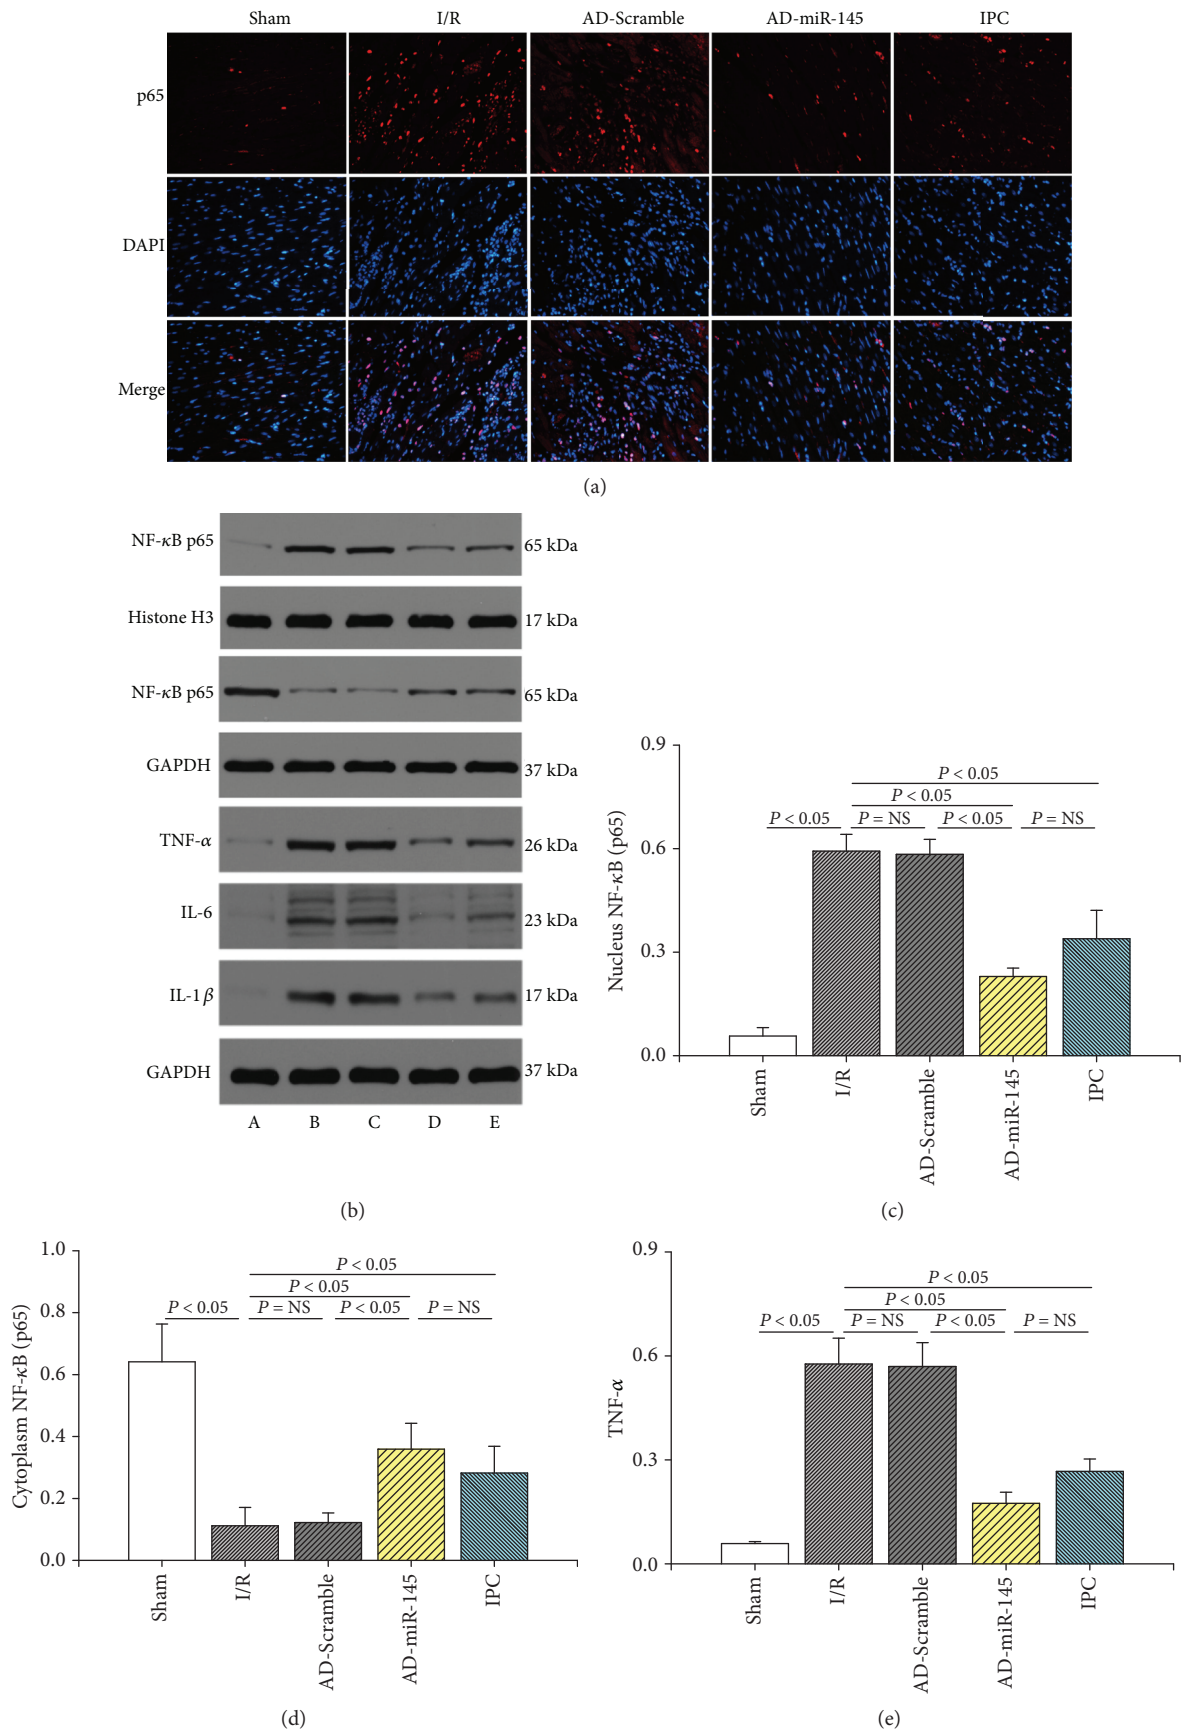 Sham I/R AD-Scramble AD-miR-145 IPC
p65
DAPI
Merge
(a)
NF-κB p65 65 kDa
Histone H3 17 kDa
NF-κB p65 65 kDa
GAPDH 37 kDa
TNF-α 26 kDa
IL-6 23 kDa
IL-1β 17 kDa
GAPDH 37 kDa
A B C D E
(b)
Nucleus NF-κB (p65)
0.9
0.6
0.3
0.0
P < 0.05
P < 0.05
P < 0.05 P = NS P < 0.05 P = NS
Sham
I/R
AD-Scramble
AD-miR-145
IPC
(c)
Cytoplasm NF-κB (p65)
1.0
0.8
0.6
0.4
0.2
0.0
P < 0.05
P < 0.05
P < 0.05 P = NS P < 0.05 P = NS
Sham
I/R
AD-Scramble
AD-miR-145
IPC
(d)
TNF-α
0.9
0.6
0.3
0.0
P < 0.05
P < 0.05
P < 0.05 P = NS P < 0.05 P = NS
Sham
I/R
AD-Scramble
AD-miR-145
IPC
(e)